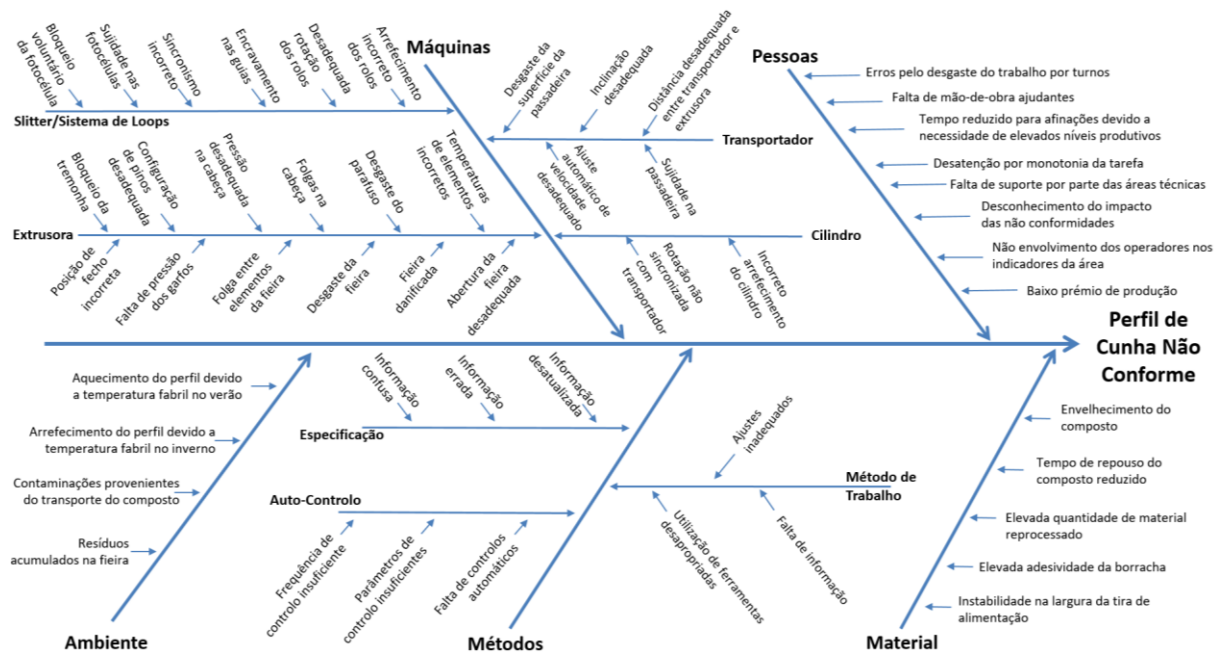 Máquinas
Pessoas
Bloqueio
voluntário
da fotocélula
Sujidade nas
fotocélulas
Sincronismo
incorreto
Encravamento
nas guias
Desadequada
rotação
dos rolos
Arrefecimento
incorreto
dos rolos
Slitter/Sistema de Loops
Desgaste da
superfície da
passadeira
Inclinação
desadequada
Distância desadequada
entre transportador e
extrusora
Transportador
Ajuste
automático de
velocidade
desadequado
Sujidade na
passadeira
Erros pelo desgaste do trabalho por turnos
Falta de mão-de-obra ajudantes
Tempo reduzido para afinações devido a
necessidade de elevados níveis produtivos
Desatenção por monotonia da tarefa
Falta de suporte por parte das áreas técnicas
Desconhecimento do impacto
das não conformidades
Não envolvimento dos operadores nos
indicadores da área
Baixo prémio de produção
Bloqueio da
tremonha
Configuração
de pinos
desadequada
Pressão
desadequada
na cabeça
Folgas na
cabeça
Desgaste do
parafuso
Temperaturas
de elementos
incorretos
Extrusora
Posição de
fecho
incorreta
Falta de pressão
dos garfos
Folga entre
elementos
da fieira
Desgaste da
fieira
Fieira
danificada
Abertura da
fieira
desadequada
Cilindro
Rotação não
sincronizada
com
transportador
Incorreto
arrefecimento
do cilindro
Perfil de
Cunha Não
Conforme
Aquecimento do perfil devido
a temperatura fabril no verão
Arrefecimento do perfil devido a
temperatura fabril no inverno
Contaminações provenientes
do transporte do composto
Resíduos
acumulados na fieira
Ambiente
Informação
confusa
Informação
errada
Informação
desatualizada
Especificação
Auto-Controlo
Frequência de
controlo insuficiente
Parâmetros de
controlo insuficientes
Falta de controlos
automáticos
Ajustes
inadequados
Método de
Trabalho
Utilização de ferramentas
desapropriadas
Falta de informação
Métodos
Envelhecimento do
composto
Tempo de repouso do
composto reduzido
Elevada quantidade de material
reprocessado
Elevada adesividade da borracha
Instabilidade na largura da tira de
alimentação
Material